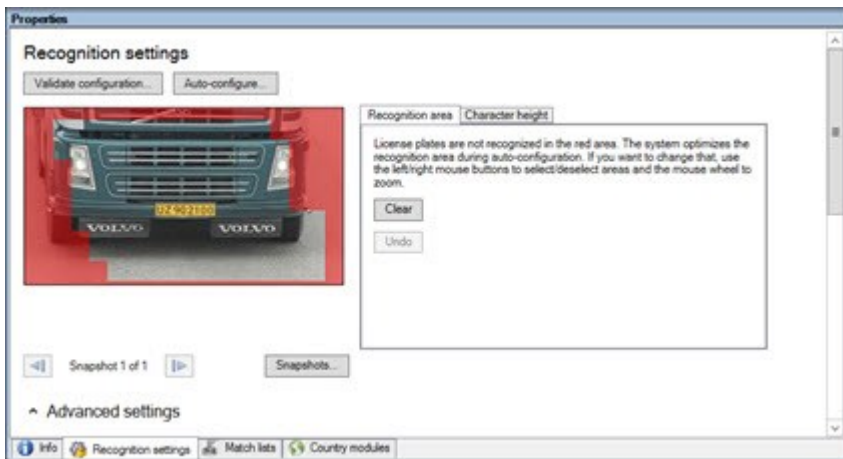 Properties
Recognition settings
Validate configuration... Auto-configure...
Recognition area Character height
License plates are not recognized in the red area. The system optimizes the
recognition area during auto-configuration. If you want to change that, use
the left/right mouse buttons to select/deselect areas and the mouse wheel to
zoom.
Clear
Undo
UZ 90 2100
VOLVO VOLVO
Snapshot 1 of 1 Snapshots...
Advanced settings
Info Recognition settings Match lists Country modules